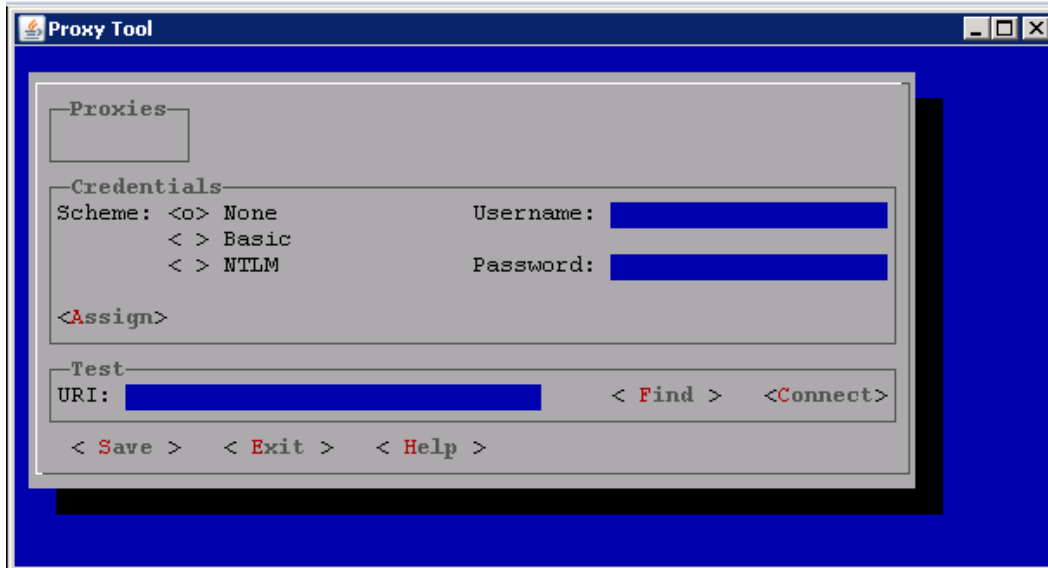 Proxy Tool
Proxies
Credentials
Scheme: <o> None Username:
< > Basic
< > NTLM Password:
<Assign>
Test
URI: < Find > <Connect>
< Save > < Exit > < Help >